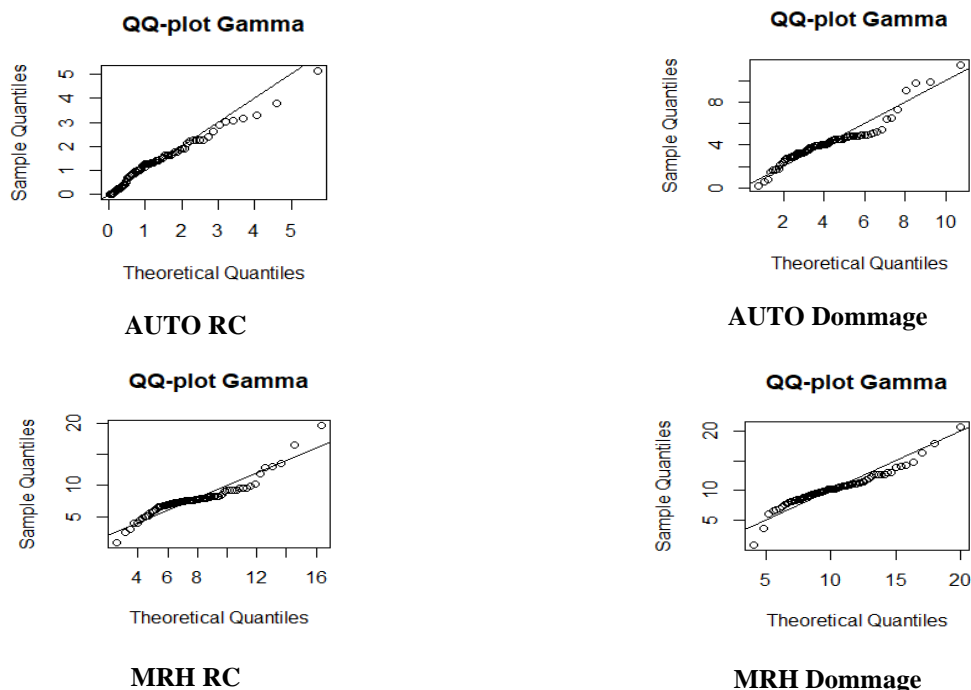 QQ-plot Gamma
Sample Quantiles
0 1 2 3 4 5
0 1 2 3 4 5
Theoretical Quantiles
AUTO RC
QQ-plot Gamma
Sample Quantiles
0 4 8
2 4 6 8 10
Theoretical Quantiles
AUTO Dommage
QQ-plot Gamma
Sample Quantiles
5 10 20
4 6 8 12 16
Theoretical Quantiles
MRH RC
QQ-plot Gamma
Sample Quantiles
5 10 20
5 10 15 20
Theoretical Quantiles
MRH Dommage